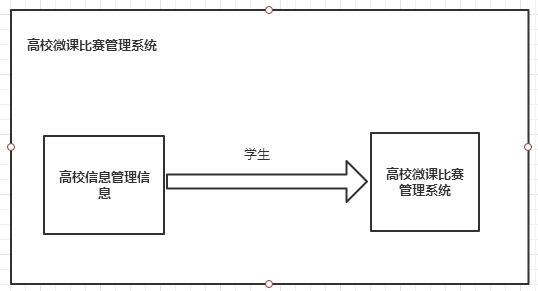 高校微课比赛管理系统
学生
高校信息管理信
息
高校微课比赛
管理系统